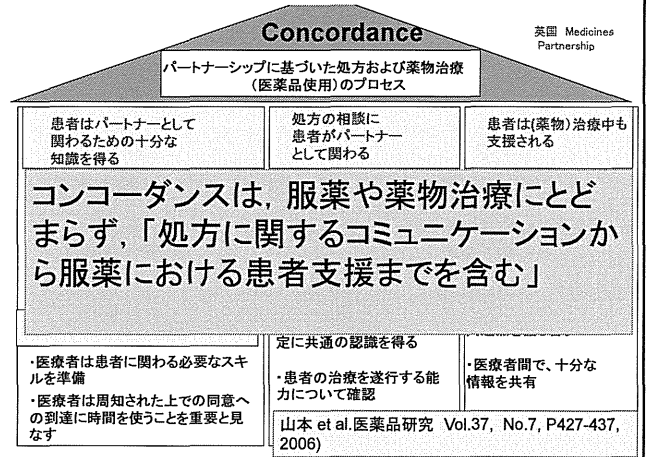 Concordance
英国 Medicines
Partnership
パートナーシップに基づいた処方および薬物治療
(医薬品使用)のプロセス
患者はパートナーとして
関わるための十分な
知識を得る
処方の相談に
患者がパートナー
として関わる
患者は(薬物)治療中も
支援される
コンコーダンスは，服薬や薬物治療にとど
まらず，「処方に関するコミュニケーションか
ら服薬における患者支援までを含む」
・医療者は患者に関わる必要なスキ
ルを準備
・医療者は周知された上での同意へ
の到達に時間を使うことを重要と見
なす
定に共通の認識を得る
・患者の治療を遂行する能
力について確認
・医療者間で、十分な
情報を共有
山本 et al.医薬品研究 Vol.37, No.7, P427-437,
2006)